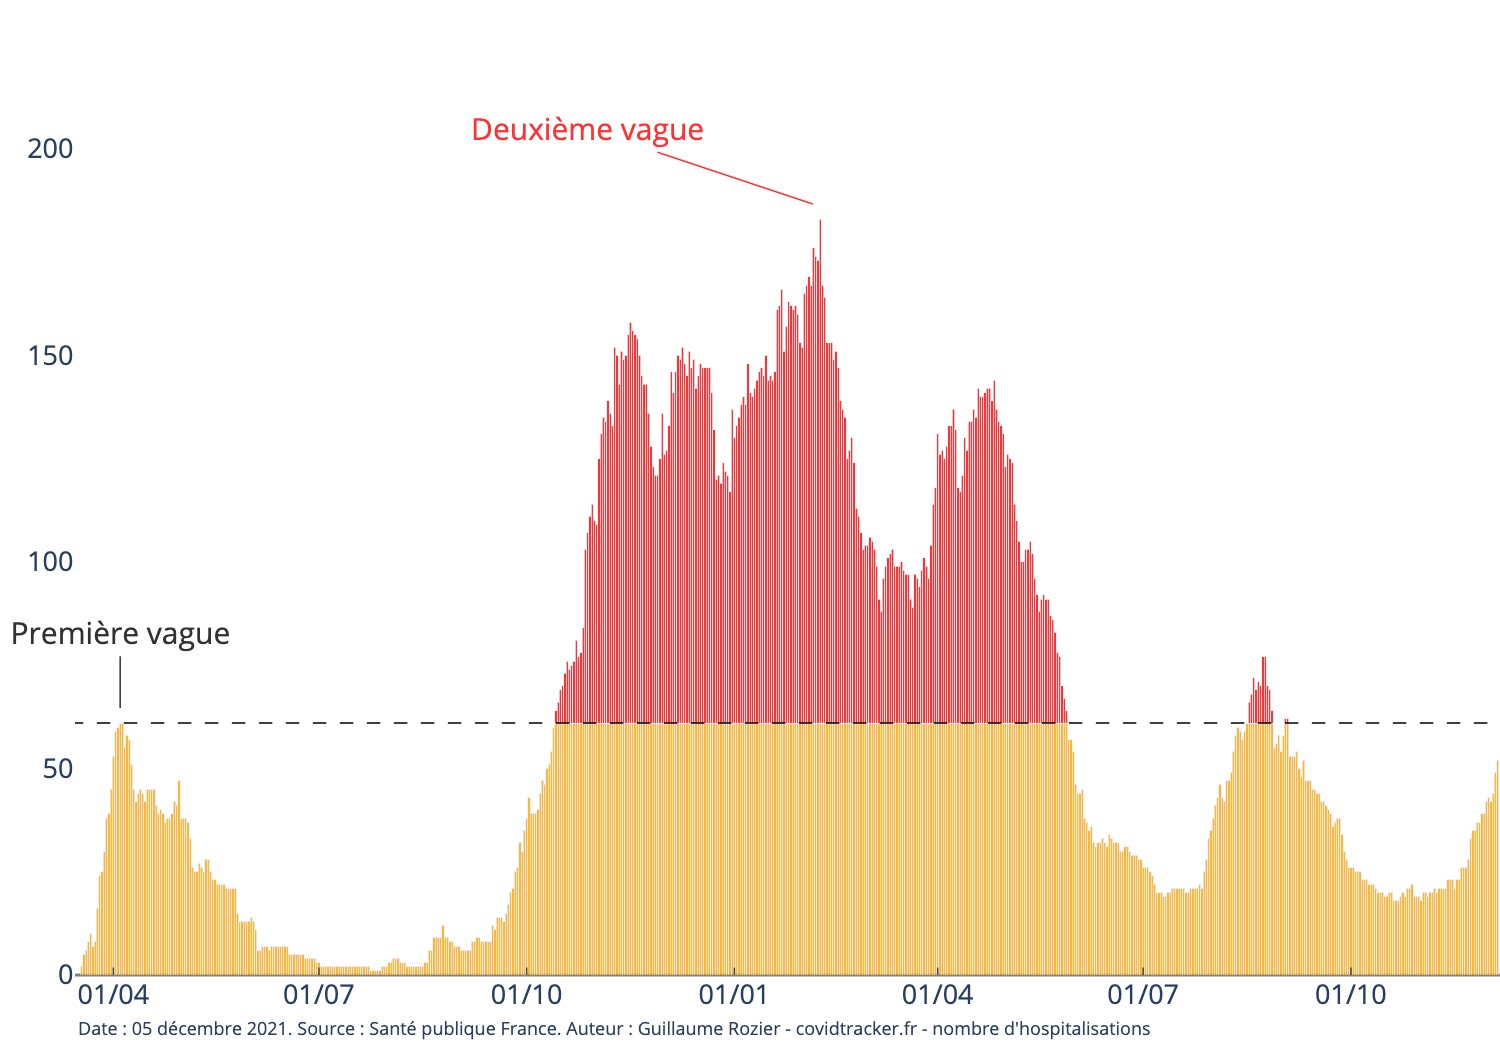 Deuxième vague
200
150
100
Première vague
50
0
01/04 01/07 01/10 01/01 01/04 01/07 01/10
Date : 05 décembre 2021. Source : Santé publique France. Auteur : Guillaume Rozier - covidtracker.fr - nombre d'hospitalisations